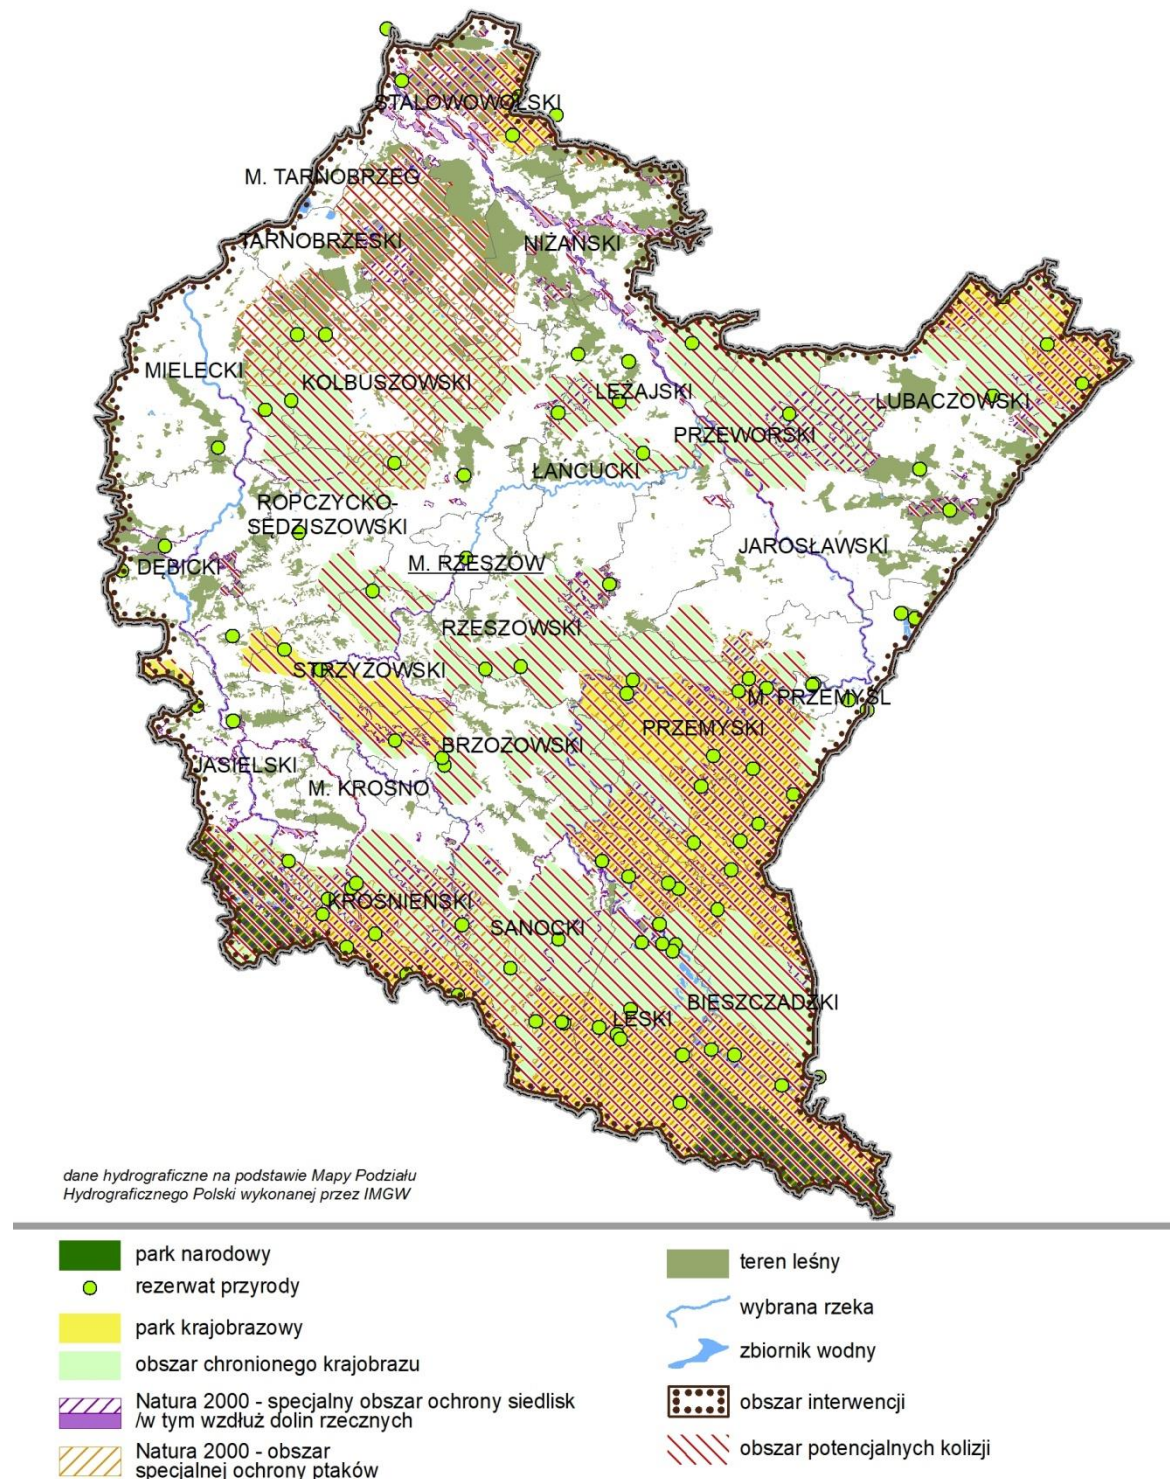 STALOWOWOLSKI
M. TARNOBRZEG
TARNOBRZESKI
NIŻAŃSKI
MIELECKI
KOLBUSZOWSKI
LEŻAJSKI
LUBACZOWSKI
PRZEWORSKI
ŁAŃCUCKI
ROPCZYCKO-
SĘDZISZOWSKI
JAROSŁAWSKI
DĘBICKI
M. RZESZÓW
RZESZOWSKI
STRZYŻOWSKI
M. PRZEMYŚL
PRZEMYSKI
BRZOZOWSKI
JASIELSKI
M. KROSNO
KROŚNIEŃSKI
SANOCKI
BIESZCZADZKI
LESKI
dane hydrograficzne na podstawie Mapy Podziału
Hydrograficznego Polski wykonanej przez IMGW
park narodowy
rezerwat przyrody
park krajobrazowy
obszar chronionego krajobrazu
Natura 2000 - specjalny obszar ochrony siedlisk
/w tym wzdłuż dolin rzecznych
Natura 2000 - obszar
specjalnej ochrony ptaków
teren leśny
wybrana rzeka
zbiornik wodny
obszar interwencji
obszar potencjalnych kolizji